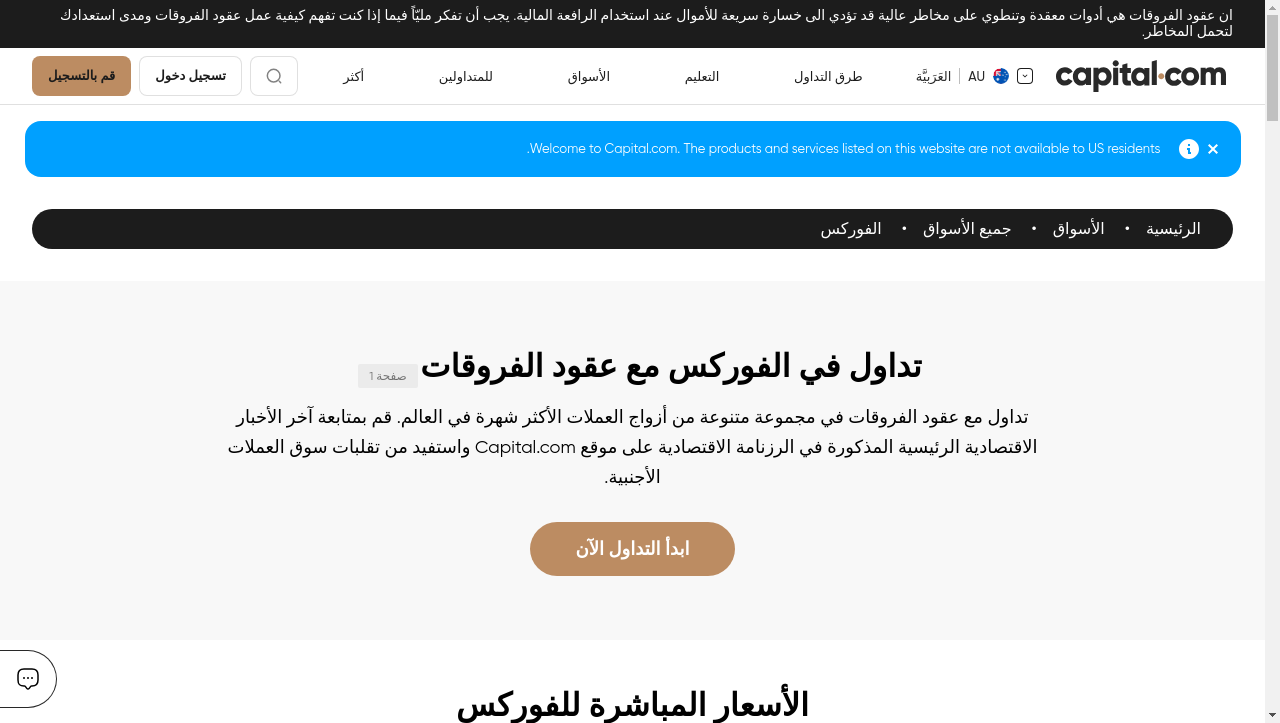 ان عقود الفروقات هي أدوات معقدة وتنطوي على مخاطر عالية قد تؤدي الى خسارة سريعة للأموال عند استخدام الرافعة المالية. يجب أن تفكر مليّاً فيما إذا كنت تفهم كيفية عمل عقود الفروقات ومدى استعدادك
لتحمل المخاطر.
capital.com
AU العَرَبيَّة
طرق التداول
التعليم
الأسواق
للمتداولين
أكثر
تسجيل دخول
قم بالتسجيل
Welcome to Capital.com. The products and services listed on this website are not available to US residents.
الرئيسية • الأسواق • جميع الأسواق • الفوركس
تداول في الفوركس مع عقود الفروقات صفحة 1
تداول مع عقود الفروقات في مجموعة متنوعة من أزواج العملات الأكثر شهرة في العالم. قم بمتابعة آخر الأخبار
الاقتصادية الرئيسية المذكورة في الرزنامة الاقتصادية على موقع Capital.com واستفيد من تقلبات سوق العملات
الأجنبية.
ابدأ التداول الآن
الأسعار المباشرة للفوركس